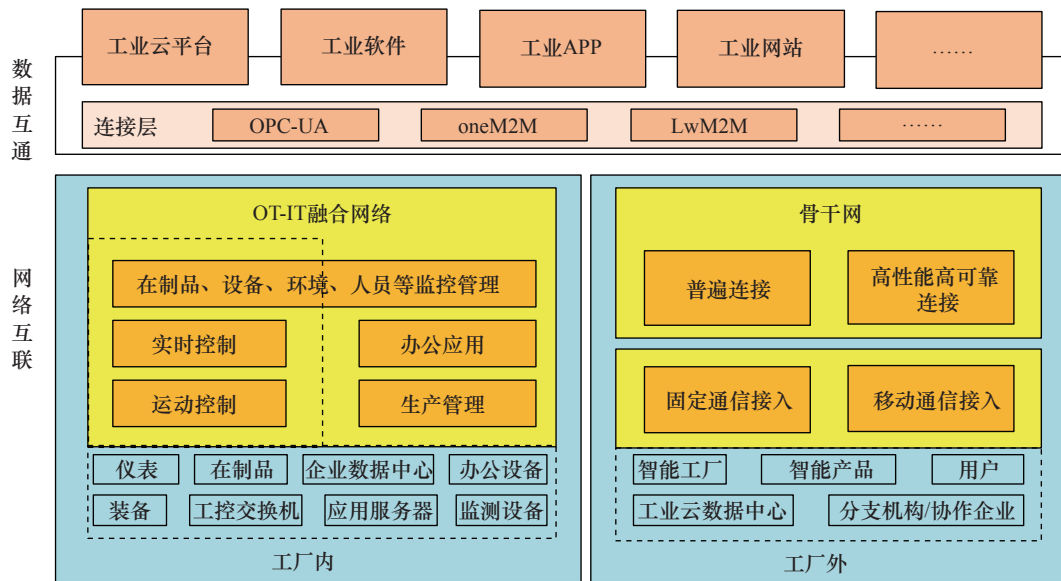 数据互通
工业云平台
工业软件
工业APP
工业网站
……
连接层
OPC-UA
oneM2M
LwM2M
……
网络互联
OT-IT融合网络
在制品、设备、环境、人员等监控管理
实时控制
办公应用
运动控制
生产管理
仪表
在制品
企业数据中心
办公设备
装备
工控交换机
应用服务器
监测设备
工厂内
骨干网
普遍连接
高性能高可靠
连接
固定通信接入
移动通信接入
智能工厂
智能产品
用户
工业云数据中心
分支机构/协作企业
工厂外